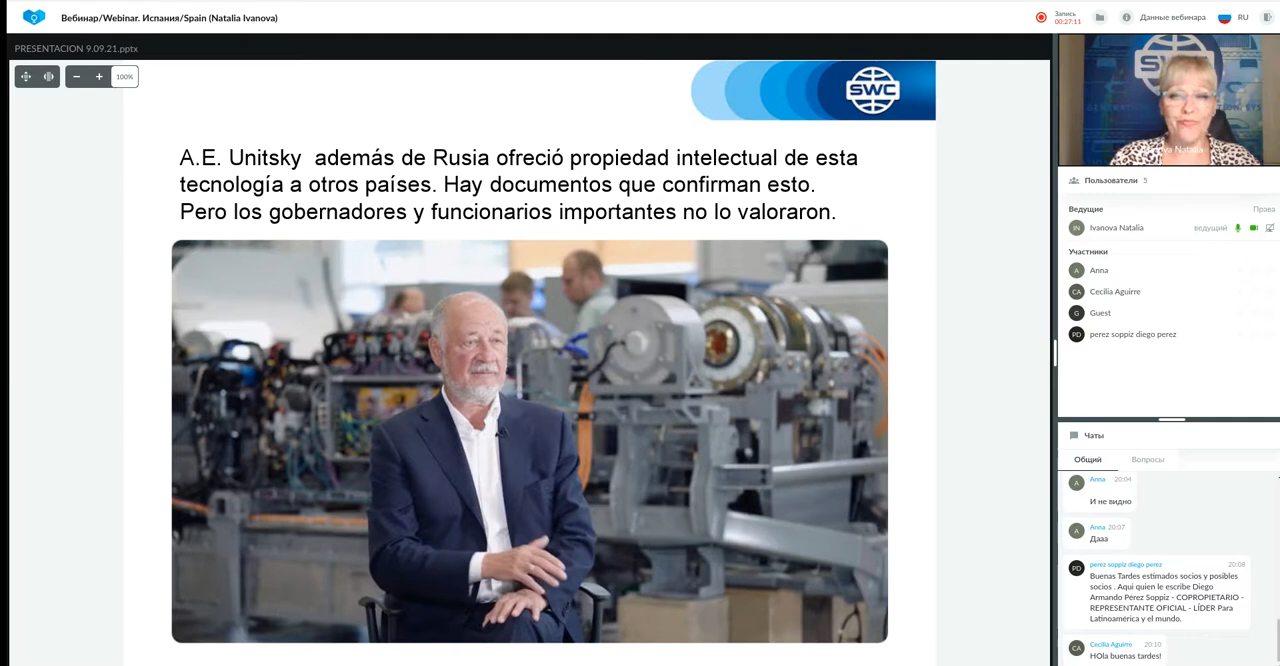 Вебинар/Webinar. Испания/Spain (Natalia Ivanova)
Запись
00:27:11
Данные вебинара
RU
PRESENTACION 9.09.21.pptx
100%
SWC
A.E. Unitsky además de Rusia ofreció propiedad intelectual de esta
tecnología a otros países. Hay documentos que confirman esto.
Pero los gobernadores y funcionarios importantes no lo valoraron.
SWC
Пользователи 5
Ведущие
Права
IN
Ivanova Natalia
ведущий
Участники
A
Anna
CA
Cecilia Aguirre
G
Guest
PD
perez soppiz diego perez
Чаты
Общий
Вопросы
A
Anna 20:04
И не видно
A
Anna 20:07
Дааа
PD
perez soppiz diego perez 20:08
Buenas Tardes estimados socios y posibles
socios . Aqui quien le escribe Diego
Armando Pérez Soppiz - COPROPIETARIO -
REPRESENTANTE OFICIAL - LÍDER Para
Latinoamérica y el mundo.
CA
Cecilia Aguirre 20:10
HOla buenas tardes!